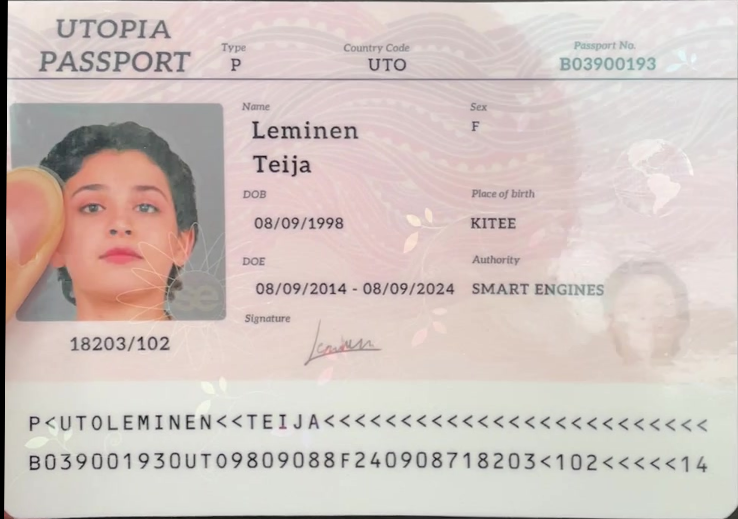 UTOPIA
PASSPORT
Type
P
Country Code
UTO
Passport No.
B03900193
Name
Leminen
Teija
Sex
F
DOB
08/09/1998
Place of birth
KITEE
DOE
08/09/2014 - 08/09/2024
Authority
SMART ENGINES
Signature
Leminen
se
18203/102
P<UTOLEMINEN<<TEIJA<<<<<<<<<<<<<<<<<<<<<<<<<
B039001930UTO9809088F240908718203<102<<<<<14